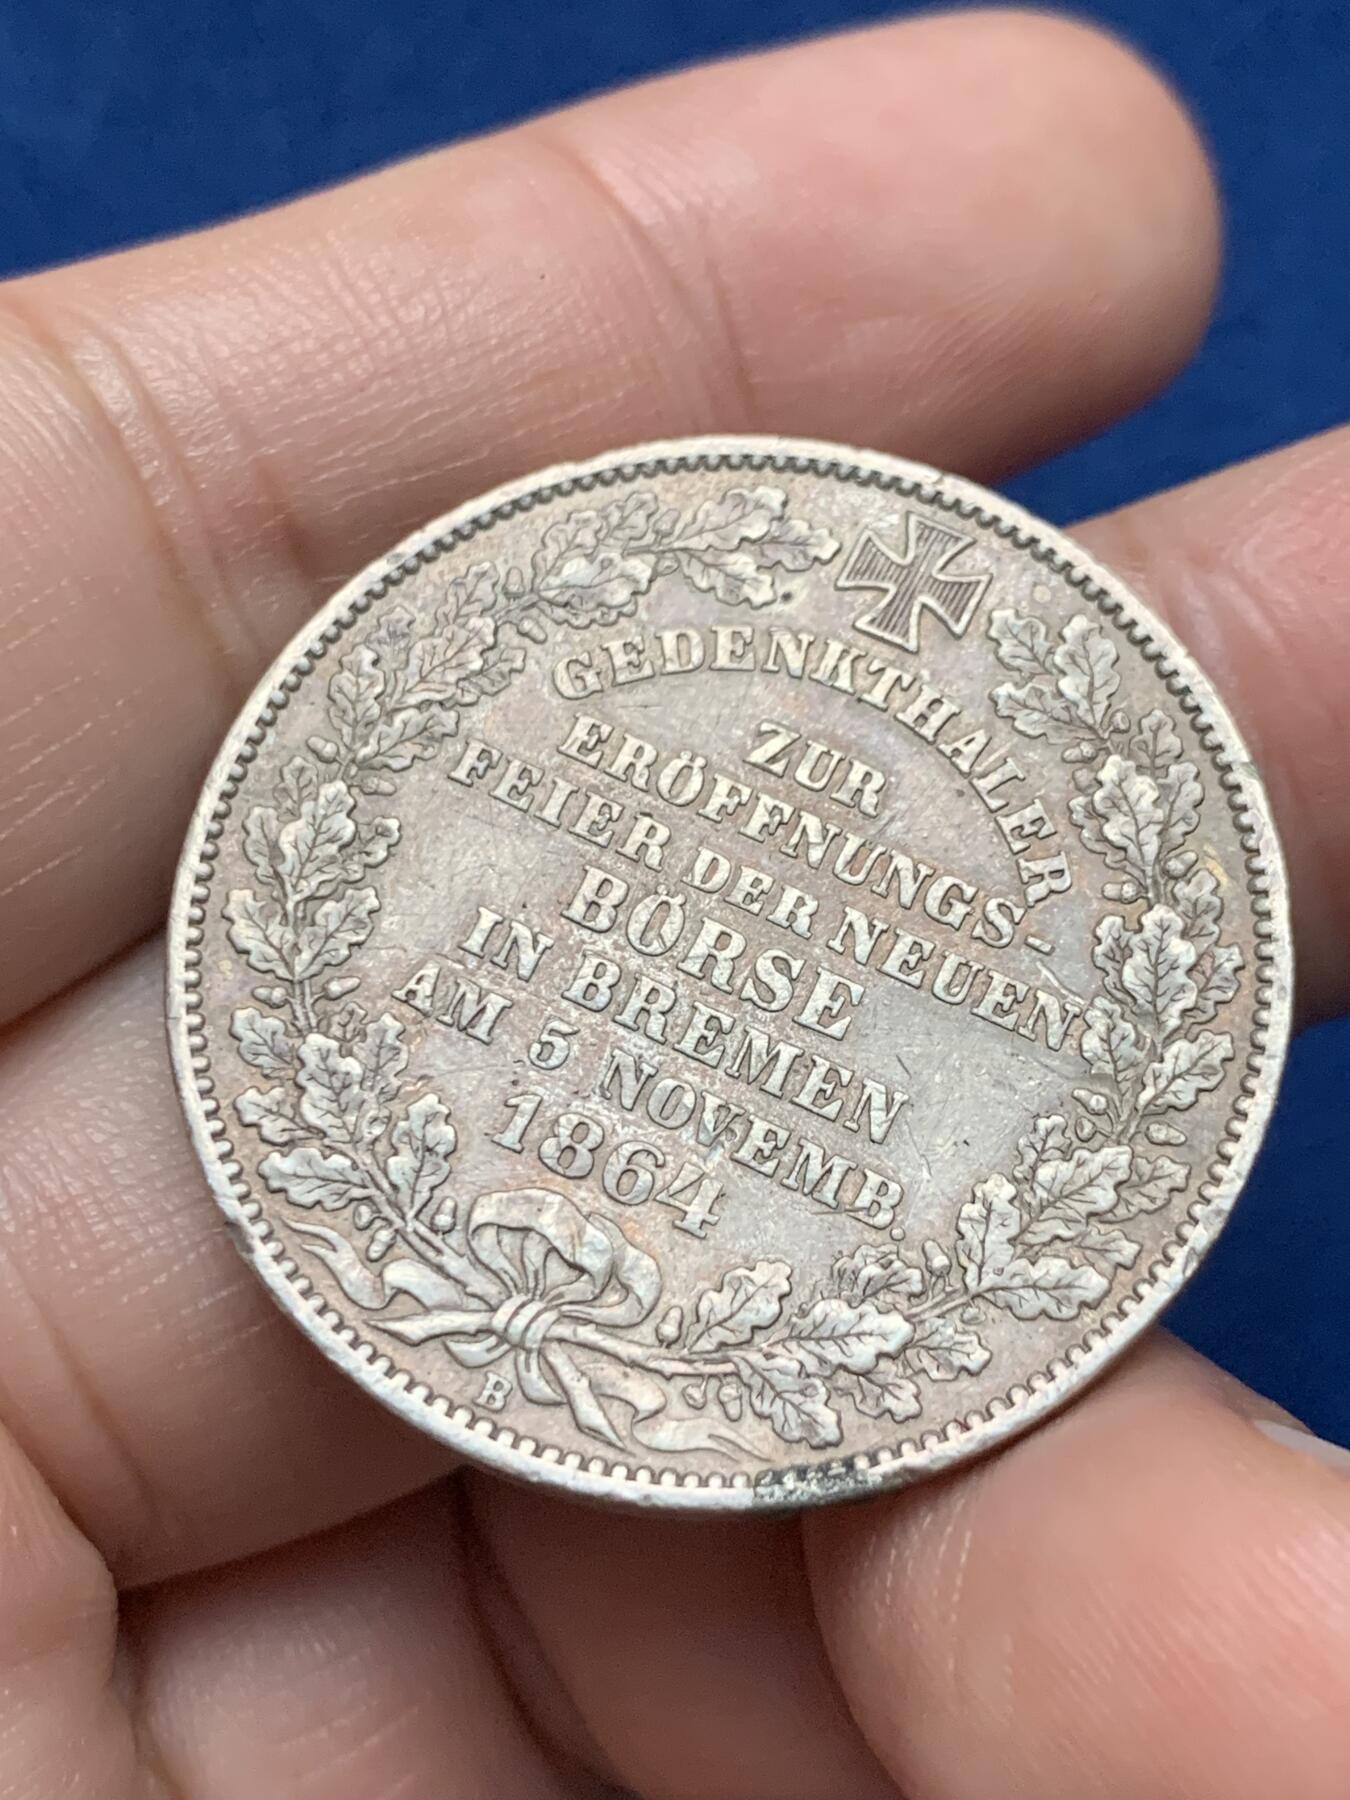 GEDENKTHALER
ZUR
ERÖFFNUNGS-
FEIER DER NEUEN
BÖRSE
IN BREMEN
AM 5 NOVEMB.
1864
B